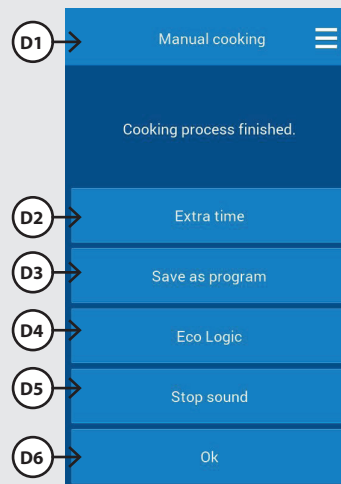 D1
Manual cooking
Cooking process finished.
D2
Extra time
D3
Save as program
D4
Eco Logic
D5
Stop sound
D6
Ok